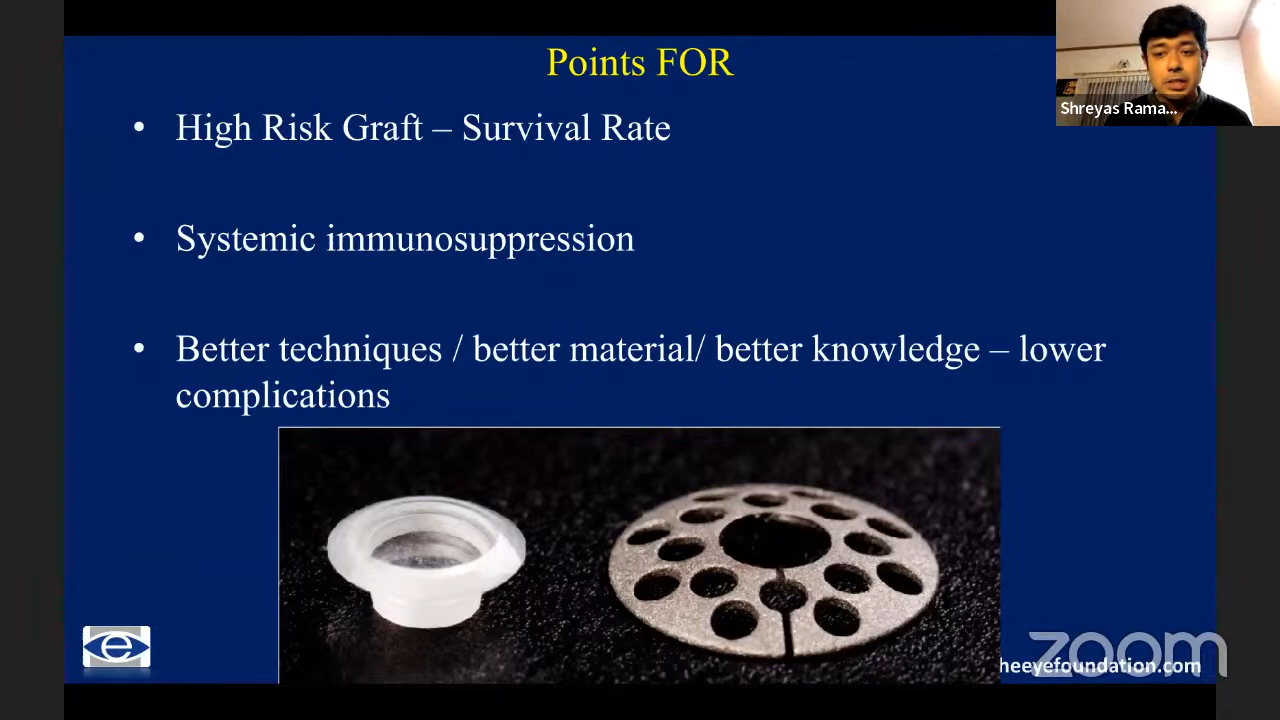 Points FOR
Shreyas Rama...
• High Risk Graft – Survival Rate
• Systemic immunosuppression
• Better techniques / better material/ better knowledge – lower
complications
e
zoom
heeyefoundation.com